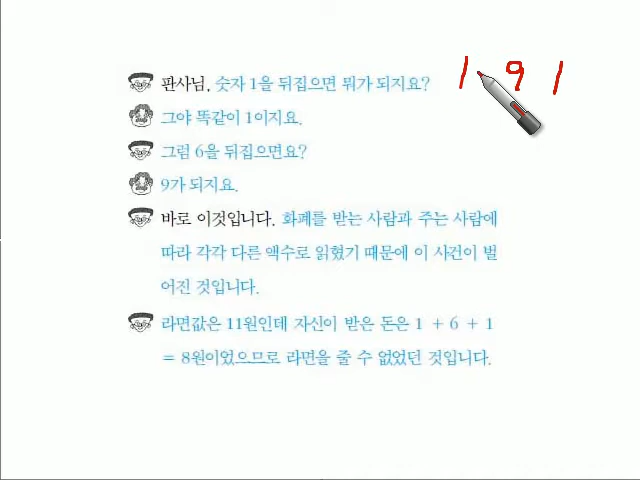 판사님, 숫자 1을 뒤집으면 뭐가 되지요?
1 9 1
그야 똑같이 1이지요.
그럼 6을 뒤집으면요?
9가 되지요.
바로 이것입니다. 화폐를 받는 사람과 주는 사람에
따라 각각 다른 액수로 읽혔기 때문에 이 사건이 벌
어진 것입니다.
라면값은 11원인데 자신이 받은 돈은 1 + 6 + 1
= 8원이었으므로 라면을 줄 수 없었던 것입니다.